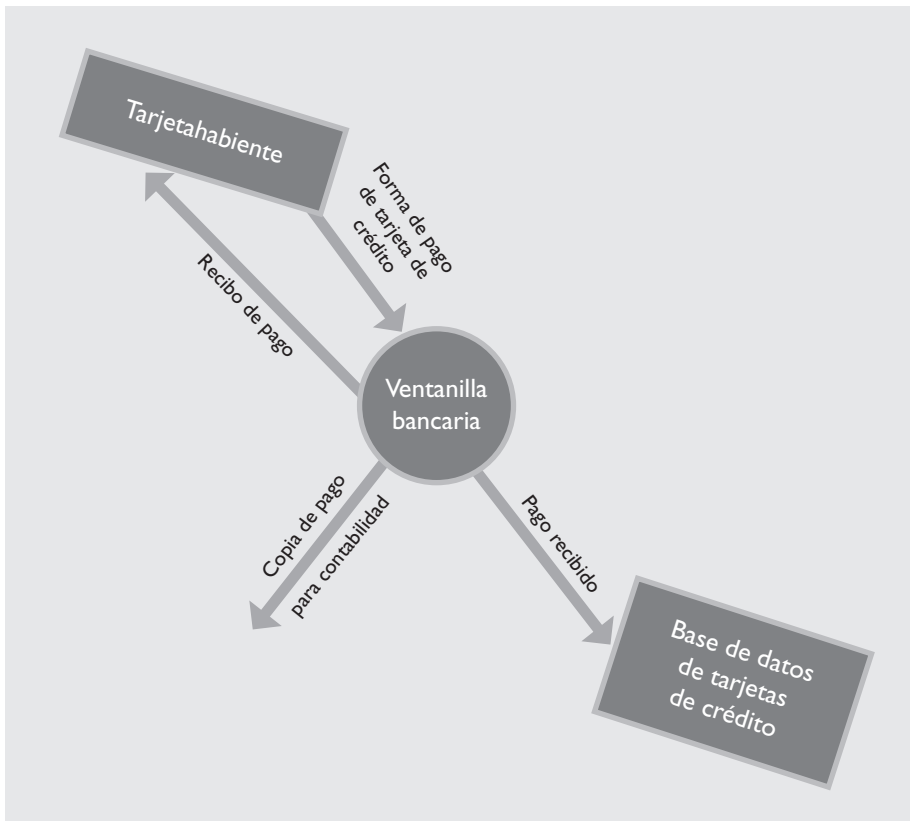 Tarjetahabiente
Forma de pago
de tarjeta de
crédito
Recibo de pago
Ventanilla
bancaria
Copia de pago
para contabilidad
Pago recibido
Base de datos
de tarjetas
de crédito